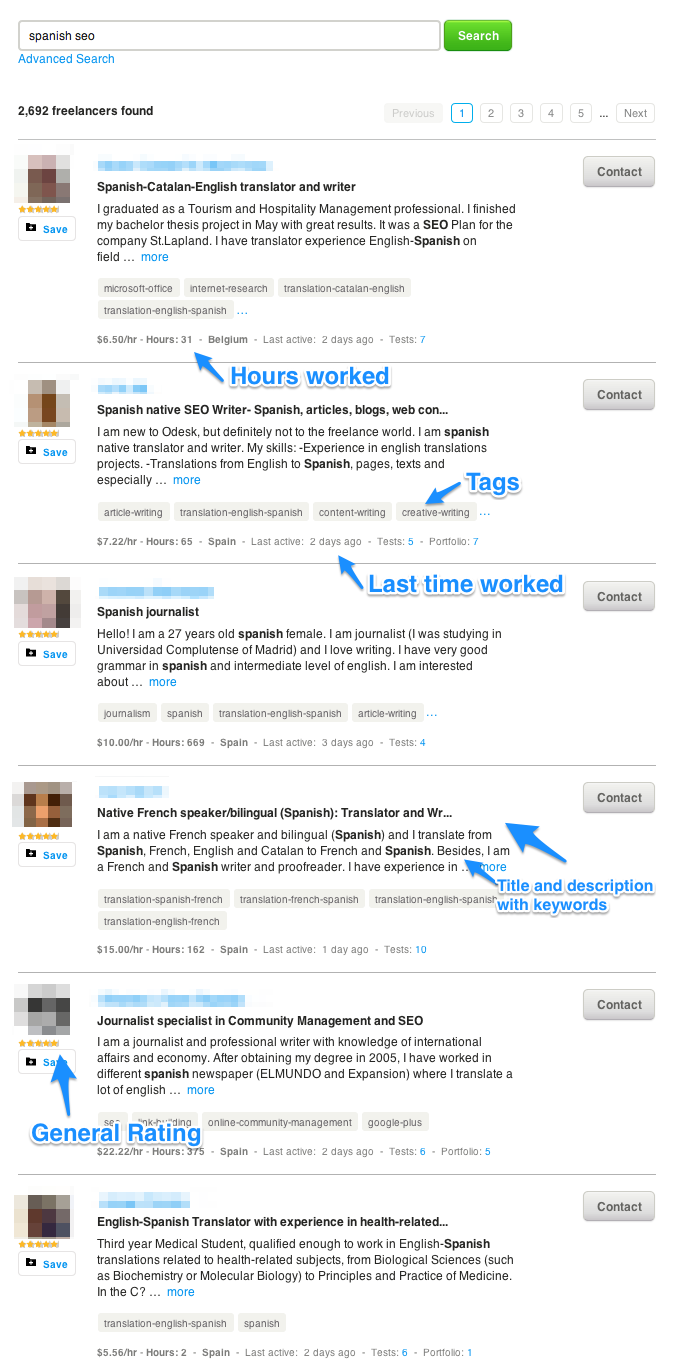 spanish seo
Search
Advanced Search
2,692 freelancers found
Previous 1 2 3 4 5 ... Next
Contact
Spanish-Catalan-English translator and writer
I graduated as a Tourism and Hospitality Management professional. I finished
my bachelor thesis project in May with great results. It was a SEO Plan for the
company St.Lapland. I have translator experience English-Spanish on
field … more
Save
microsoft-office internet-research translation-catalan-english
translation-english-spanish ...
$6.50/hr - Hours: 31 - Belgium - Last active: 2 days ago - Tests: 7
Hours worked
Contact
Spanish native SEO Writer- Spanish, articles, blogs, web con...
I am new to Odesk, but definitely not to the freelance world. I am spanish
native translator and writer. My skills: -Experience in english translations
projects. -Translations from English to Spanish, pages, texts and
especially … more
Save
Tags
article-writing translation-english-spanish content-writing creative-writing ...
$7.22/hr - Hours: 65 - Spain - Last active: 2 days ago - Tests: 5 - Portfolio: 7
Last time worked
Contact
Spanish journalist
Hello! I am a 27 years old spanish female. I am journalist (I was studying in
Universidad Complutense de Madrid) and I love writing. I have very good
grammar in spanish and intermediate level of english. I am interested
about … more
Save
journalism spanish translation-english-spanish article-writing ...
$10.00/hr - Hours: 669 - Spain - Last active: 3 days ago - Tests: 4
Contact
Native French speaker/bilingual (Spanish): Translator and Wr...
I am a native French speaker and bilingual (Spanish) and I translate from
Spanish, French, English and Catalan to French and Spanish. Besides, I am
a French and Spanish writer and proofreader. I have experience in … more
Save
Title and description
with keywords
translation-spanish-french translation-french-spanish translation-english-spanish
translation-english-french
$15.00/hr - Hours: 162 - Spain - Last active: 1 day ago - Tests: 10
Contact
Journalist specialist in Community Management and SEO
I am a journalist and professional writer with knowledge of international
affairs and economy. After obtaining my degree in 2005, I have worked in
different spanish newspaper (ELMUNDO and Expansion) where I translate a
lot of english … more
Save
seo link-building online-community-management google-plus
General Rating
$22.22/hr - Hours: 375 - Spain - Last active: 2 days ago - Tests: 6 - Portfolio: 5
Contact
English-Spanish Translator with experience in health-related...
Third year Medical Student, qualified enough to work in English-Spanish
translations related to health-related subjects, from Biological Sciences (such
as Biochemistry or Molecular Biology) to Principles and Practice of Medicine.
In the C? … more
Save
translation-english-spanish spanish
$5.56/hr - Hours: 2 - Spain - Last active: 2 days ago - Tests: 6 - Portfolio: 1